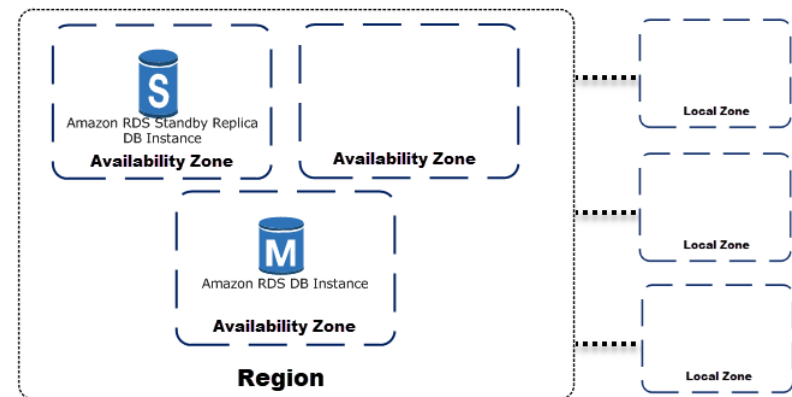 S
Amazon RDS Standby Replica
DB Instance
Availability Zone
Availability Zone
M
Amazon RDS DB Instance
Availability Zone
Region
Local Zone
Local Zone
Local Zone